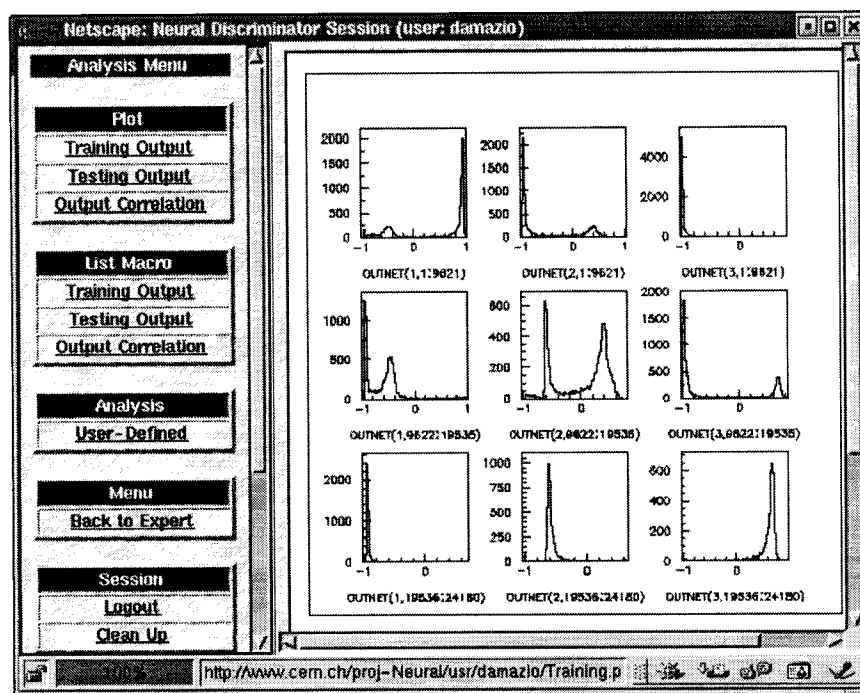 Netscape: Neural Discriminator Session (user: damazio)
Analysis Menu
Plot
Training Output
Testing Output
Output Correlation
List Macro
Training Output
Testing Output
Output Correlation
Analysis
User-Defined
Menu
Back to Expert
Session
Logout
Clean Up
2000
1500
1000
500
0
-1 0 1
OUTNET(1,1:9621)
2000
1500
1000
500
0
-1 0 1
OUTNET(2,1:9621)
4000
2000
0
-1 0
OUTNET(3,1:9621)
1000
500
0
-1 0 1
OUTNET(1,9622:19535)
600
400
200
0
0
OUTNET(2,9622:19535)
2000
1500
1000
500
0
-1 0
OUTNET(3,9622:19535)
2000
1000
0
-1 0
OUTNET(1,19536:24180)
1000
750
500
250
0
-1 0
OUTNET(2,19536:24180)
600
400
200
0
-1 0
OUTNET(3,19536:24180)
100%
http://www.cern.ch/proj-Neural/usr/damazio/Training.p